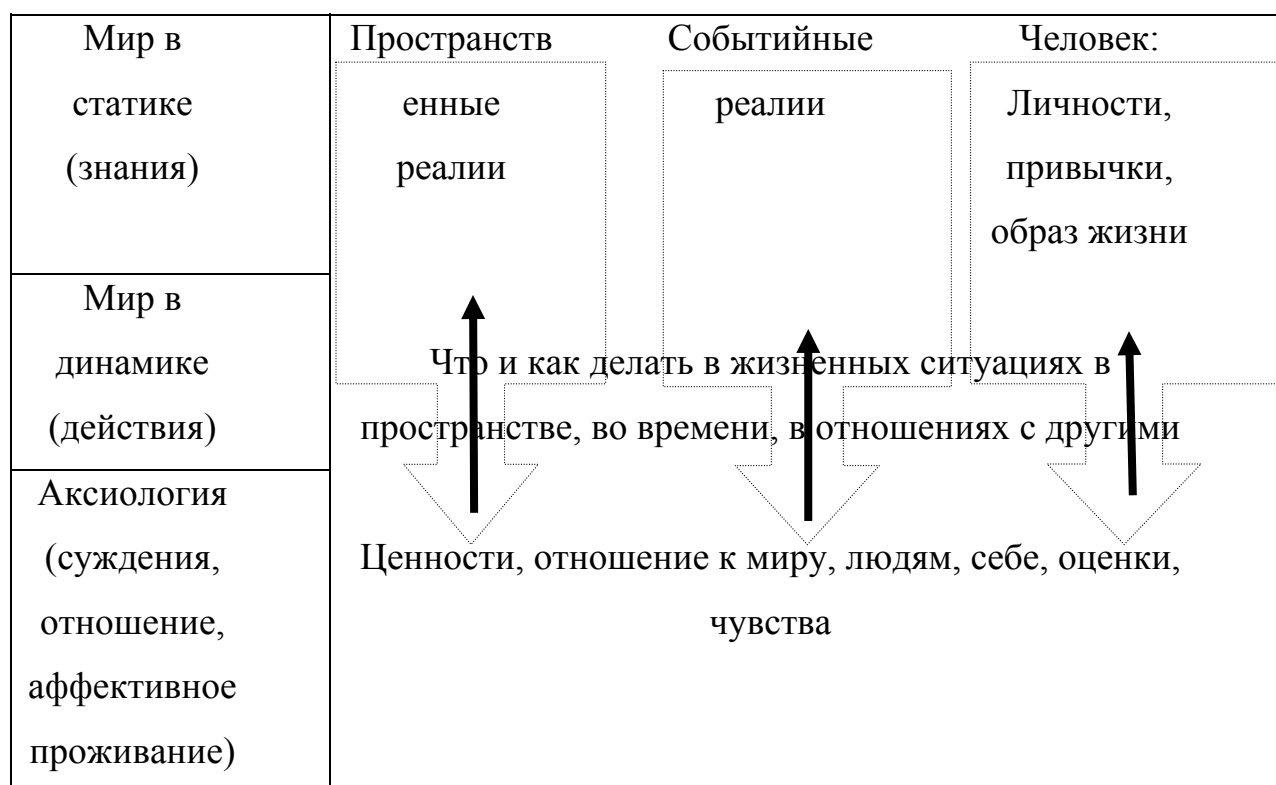 Мир в
статике
(знания)
Пространств
енные
реалии
Событийные
реалии
Человек:
Личности,
привычки,
образ жизни
Мир в
динамике
(действия)
Что и как делать в жизненных ситуациях в
пространстве, во времени, в отношениях с другими
Аксиология
(суждения,
отношение,
аффективное
проживание)
Ценности, отношение к миру, людям, себе, оценки,
чувства